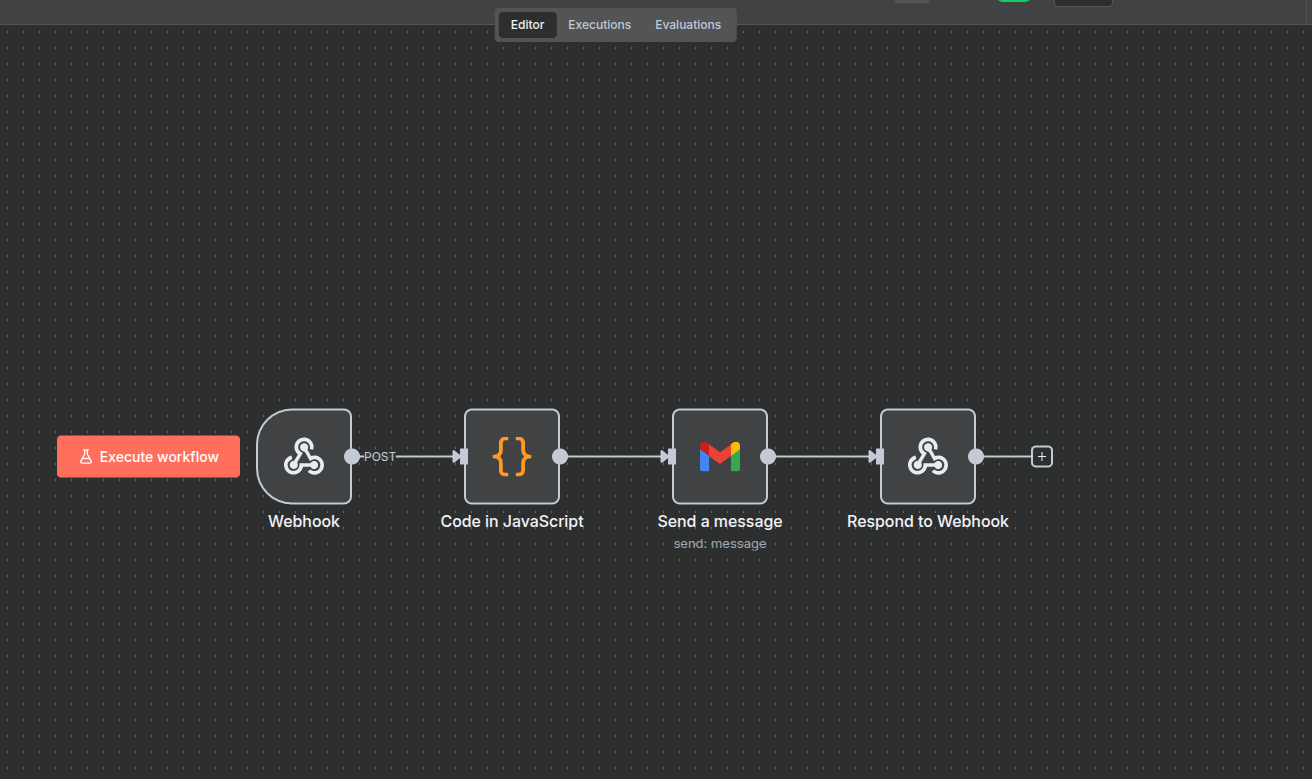 Editor Executions Evaluations
Execute workflow
POST
Webhook
Code in JavaScript
Send a message
Respond to Webhook
send: message